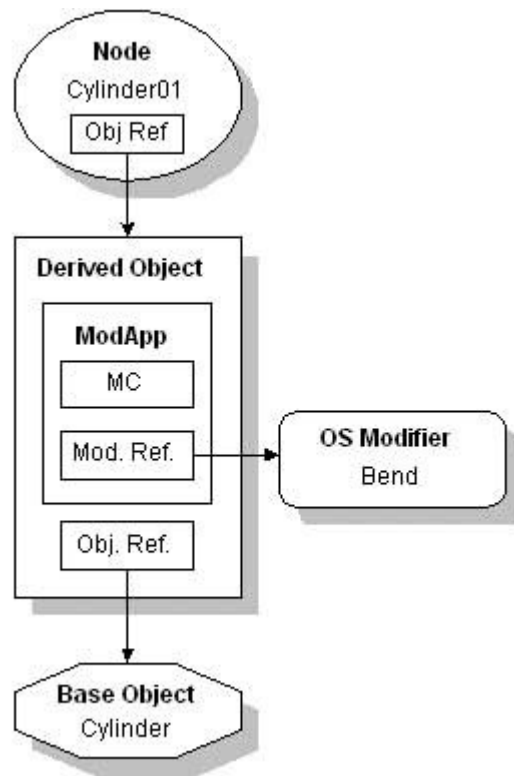 Node
Cylinder01
Obj Ref
Derived Object
ModApp
MC
Mod. Ref.
OS Modifier
Bend
Obj. Ref.
Base Object
Cylinder